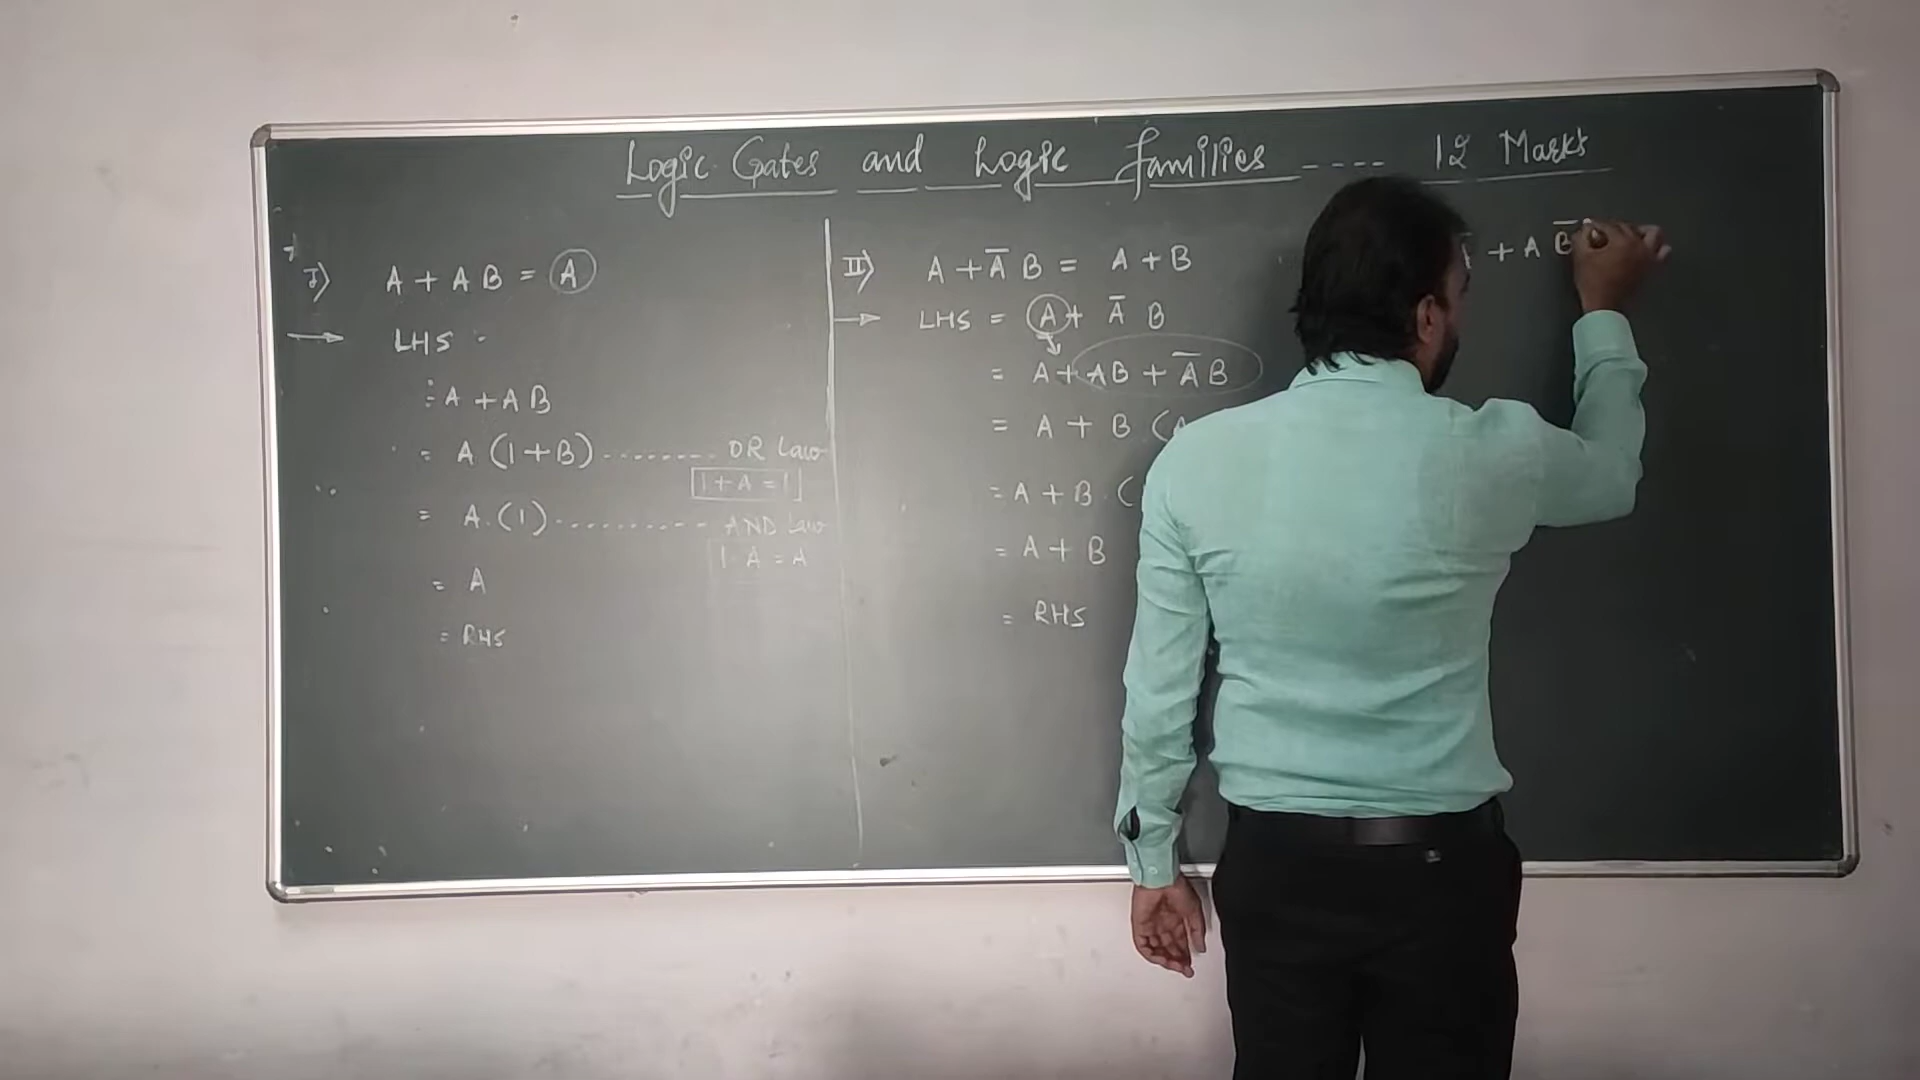 Logic Gates and Logic families ---- 12 Marks
I) A + A B = A
LHS
= A + A B
= A (1+B) ........ OR Law
1 + A = 1
= A . (1) ........... AND Law
1 · A = A
= A
= RHS
II) A + A̅ B = A + B
LHS = A + A̅ B
= A + AB + A̅ B
= A + B (A
= A + B · (
= A + B
= RHS
+ A B̅